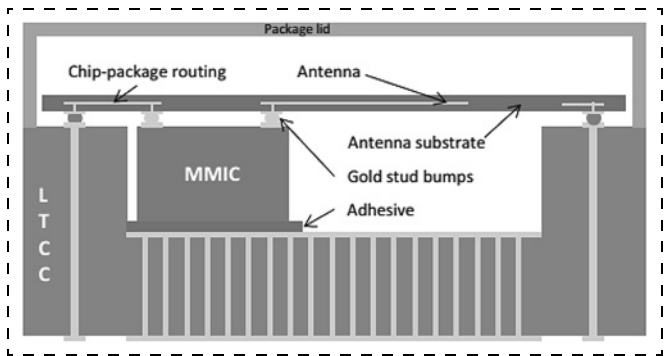 Package lid
Chip-package routing
Antenna
Antenna substrate
MMIC
Gold stud bumps
Adhesive
L
T
C
C